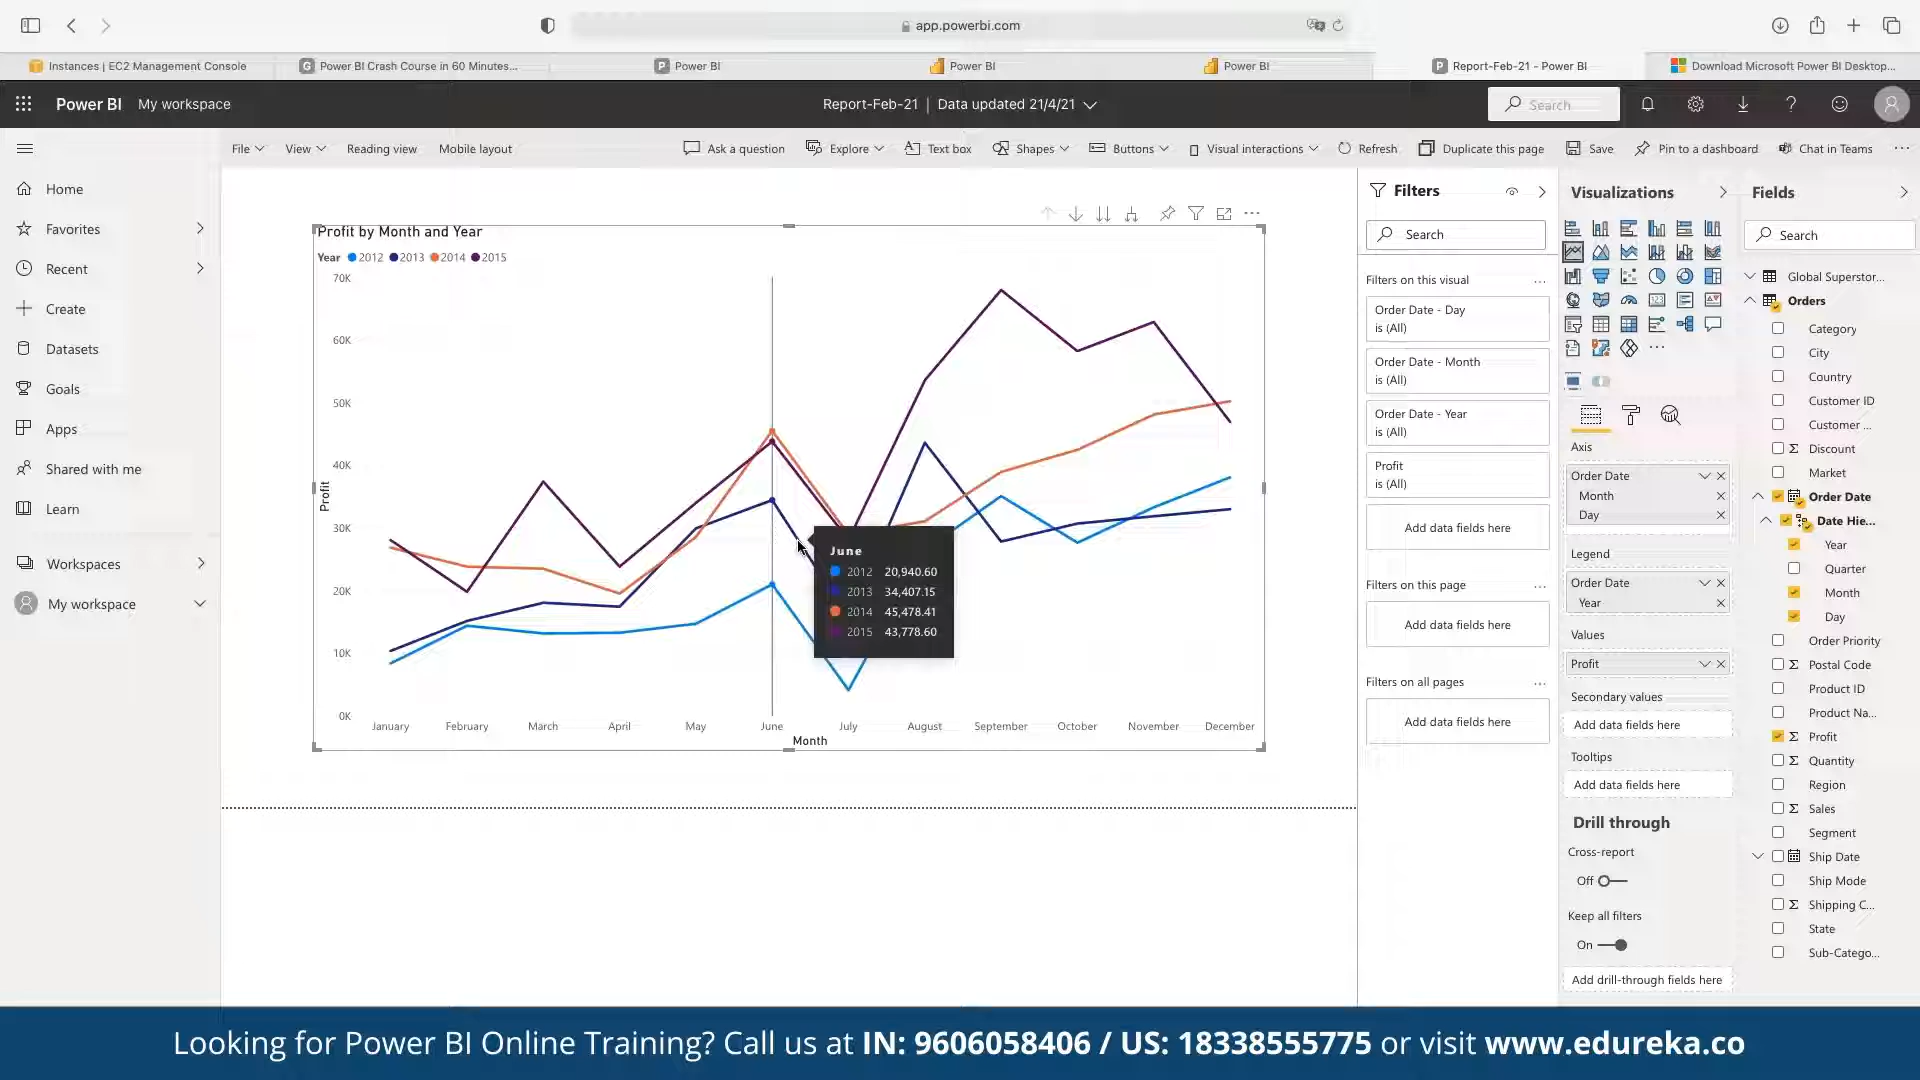 app.powerbi.com
Instances | EC2 Management Console
Power BI Crash Course in 60 Minutes...
Power BI
Power BI
Power BI
Report-Feb-21 - Power BI
Download Microsoft Power BI Desktop...
Power BI My workspace
Report-Feb-21 | Data updated 21/4/21
Search
File View Reading view Mobile layout
Ask a question Explore Text box Shapes Buttons Visual interactions Refresh Duplicate this page Save Pin to a dashboard Chat in Teams ...
Home
Favorites
Recent
Create
Datasets
Goals
Apps
Shared with me
Learn
Workspaces
My workspace
Profit by Month and Year
Year 2012 2013 2014 2015
70K
60K
50K
40K
30K
20K
10K
0K
Profit
January February March April May June July August September October November December
Month
June
2012 20,940.60
2013 34,407.15
2014 45,478.41
2015 43,778.60
Filters
Search
Filters on this visual ...
Order Date - Day
is (All)
Order Date - Month
is (All)
Order Date - Year
is (All)
Profit
is (All)
Add data fields here
Filters on this page ...
Add data fields here
Filters on all pages ...
Add data fields here
Visualizations
Axis
Order Date
Month
Day
Legend
Order Date
Year
Values
Profit
Secondary values
Add data fields here
Tooltips
Add data fields here
Drill through
Cross-report
Off
Keep all filters
On
Add drill-through fields here
Fields
Search
Global Superstor...
Orders
Category
City
Country
Customer ID
Customer ...
Discount
Market
Order Date
Date Hie...
Year
Quarter
Month
Day
Order Priority
Postal Code
Product ID
Product Na...
Profit
Quantity
Region
Sales
Segment
Ship Date
Ship Mode
Shipping C...
State
Sub-Catego...
Looking for Power BI Online Training? Call us at IN: 9606058406 / US: 18338555775 or visit www.edureka.co